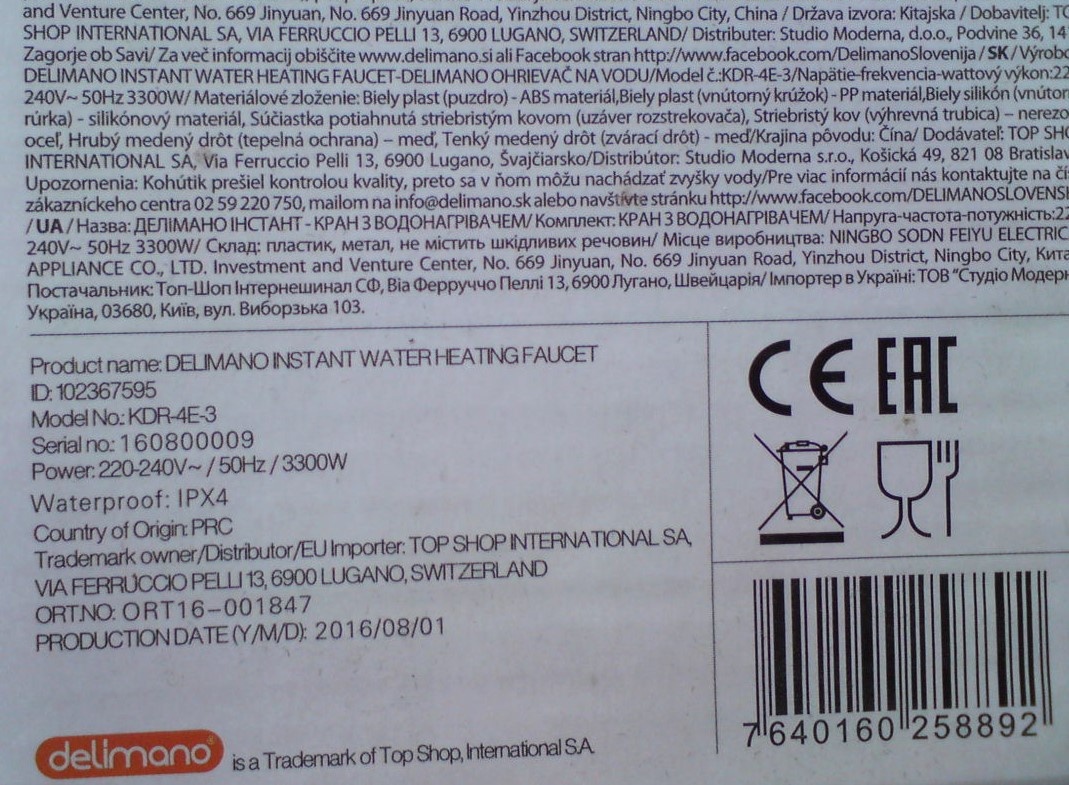 and Venture Center, No. 669 Jinyuan, No. 669 Jinyuan Road, Yinzhou District, Ningbo City, China / Država izvora: Kitajska / Dobavitelj:
SHOP INTERNATIONAL SA, VIA FERRUCCIO PELLI 13, 6900 LUGANO, SWITZERLAND/ Distributer: Studio Moderna, d.o.o., Podvine 36,
Zagorje ob Savi/ Za več informacij obiščite www.delimano.si ali Facebook stran http://www.facebook.com/DelimanoSlovenija / SK /
DELIMANO INSTANT WATER HEATING FAUCET-DELIMANO OHRIEVAČ NA VODU/Model č.:KDR-4E-3/Napätie-frekvencia-wattový výkon:
240V~ 50Hz 3300W/ Materiálové zloženie: Biely plast (puzdro) - ABS materiál,Biely plast (vnútorný krúžok) - PP materiál,Biely silikón
rúrka) - silikónový materiál, Súčiastka potiahnutá striebristým kovom (uzáver rozstrekovača), Striebristý kov (výhrevná trubica) –
oceľ, Hrubý medený drôt (tepelná ochrana) – meď, Tenký medený drôt (zvárací drôt) - meď/Krajina pôvodu: Čína/ Dodávateľ: TOP
INTERNATIONAL SA, Via Ferruccio Pelli 13, 6900 Lugano, Švajčiarsko/Distribútor: Studio Moderna s.r.o., Košická 49, 821 08
Upozornenia: Kohútik prešiel kontrolou kvality, preto sa v ňom môžu nachádzať zvyšky vody/Pre viac informácií nás kontaktujte na
zákazníckeho centra 02 59 220 750, mailom na info@delimano.sk alebo navštívte stránku http://www.facebook.com/DELIMANOSLOVENS
/ UA / Назва: ДЕЛІМАНО ІНСТАНТ - КРАН З ВОДОНАГРІВАЧЕМ/ Комплект: КРАН З ВОДОНАГРІВАЧЕМ/ Напруга-частота-потужність:
240V~ 50Hz 3300W/ Склад: пластик, метал, не містить шкідливих речовин/ Місце виробництва: NINGBO SODN FEIYU ELECTRIC
APPLIANCE CO., LTD. Investment and Venture Center, No. 669 Jinyuan, No. 669 Jinyuan Road, Yinzhou District, Ningbo City,
Постачальник: Топ-Шоп Інтернешинал СФ, Віа Ферруччо Пеллі 13, 6900 Лугано, Швейцарія/ Імпортер в Україні: ТОВ "Студіо
Україна, 03680, Київ, вул. Виборзька 103.
Product name: DELIMANO INSTANT WATER HEATING FAUCET
ID: 102367595
Model No.: KDR-4E-3
Serial no.: 160800009
Power: 220-240V~ / 50Hz / 3300W
Waterproof: IPX4
Country of Origin: PRC
Trademark owner/Distributor/EU Importer: TOP SHOP INTERNATIONAL SA,
VIA FERRUCCIO PELLI 13, 6900 LUGANO, SWITZERLAND
ORT.NO: ORT16-001847
PRODUCTION DATE (Y/M/D): 2016/08/01
delimano is a Trademark of Top Shop, International S.A.
CE EAC
7 640160 258892